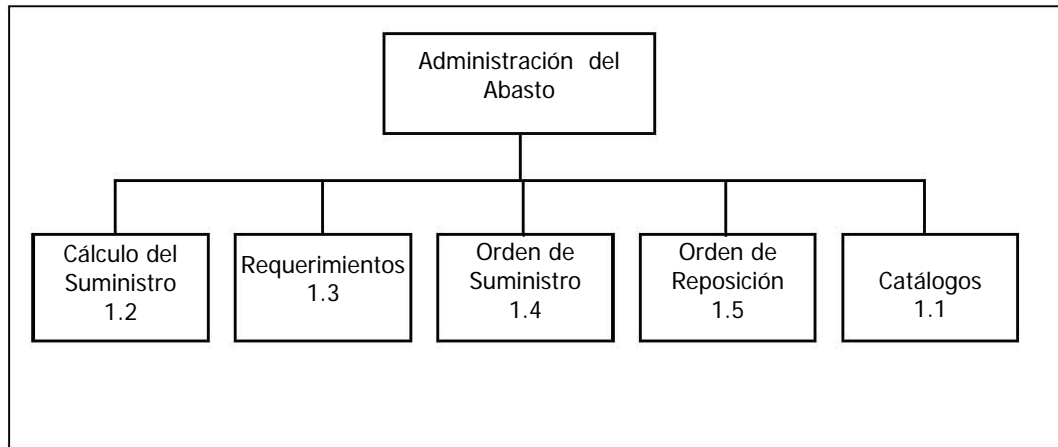 Administración del
Abasto
Cálculo del
Suministro
1.2
Requerimientos
1.3
Orden de
Suministro
1.4
Orden de
Reposición
1.5
Catálogos
1.1